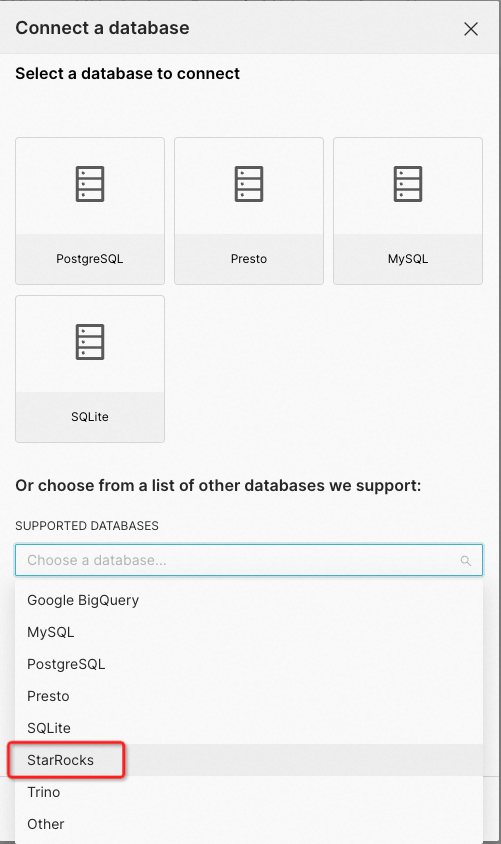 Connect a database
Select a database to connect
PostgreSQL
Presto
MySQL
SQLite
Or choose from a list of other databases we support:
SUPPORTED DATABASES
Choose a database...
Google BigQuery
MySQL
PostgreSQL
Presto
SQLite
StarRocks
Trino
Other